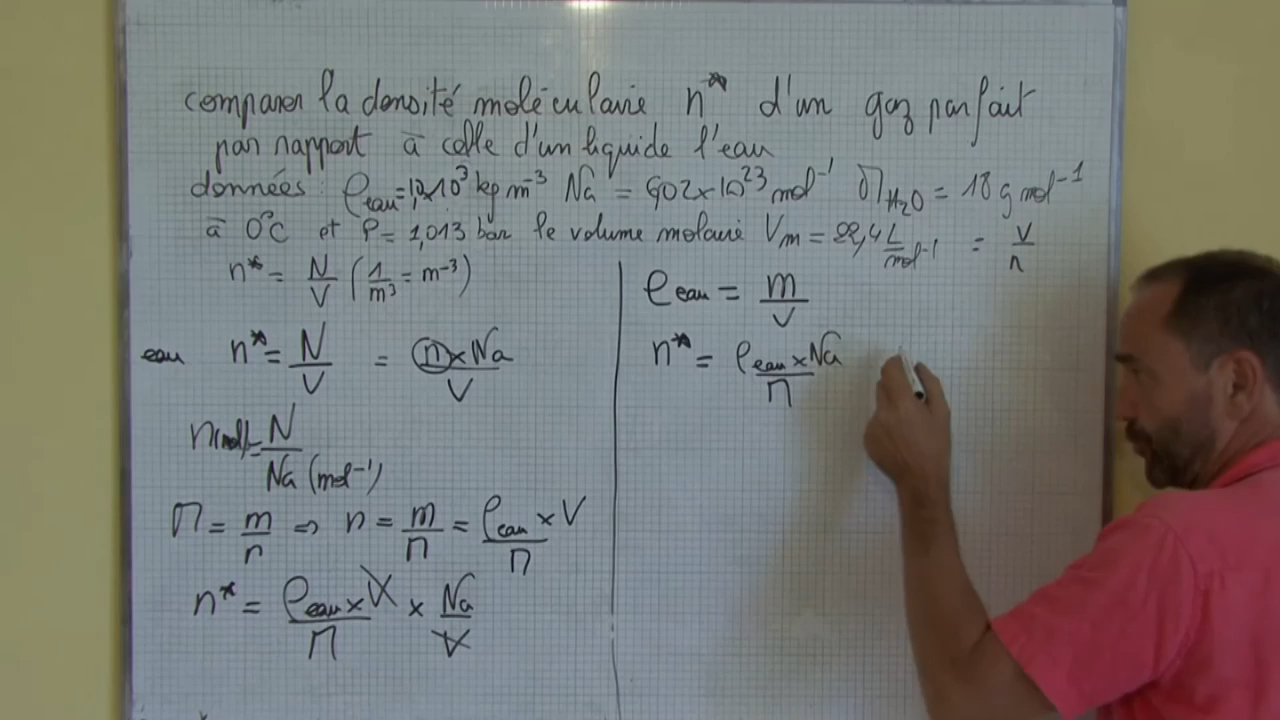 comparer la densité moléculaire n* d'un gaz parfait
par rapport à celle d'un liquide l'eau
données : ρeau = 1,0×10³ kg m⁻³ Na = 6,02×10²³ mol⁻¹ M H₂O = 18 g mol⁻¹
à 0°C et P = 1,013 bar le volume molaire Vm = 22,4 L/mol⁻¹ = V/n
n* = N/V (1/m³ = m⁻³)
eau n* = N/V = n×Na/V
n(mol) = N/Na (mol⁻¹)
M = m/n ⇒ n = m/M = ρeau × V/M
n* = ρeau × V/M × Na/V
ρeau = m/V
n* = ρeau × Na/M